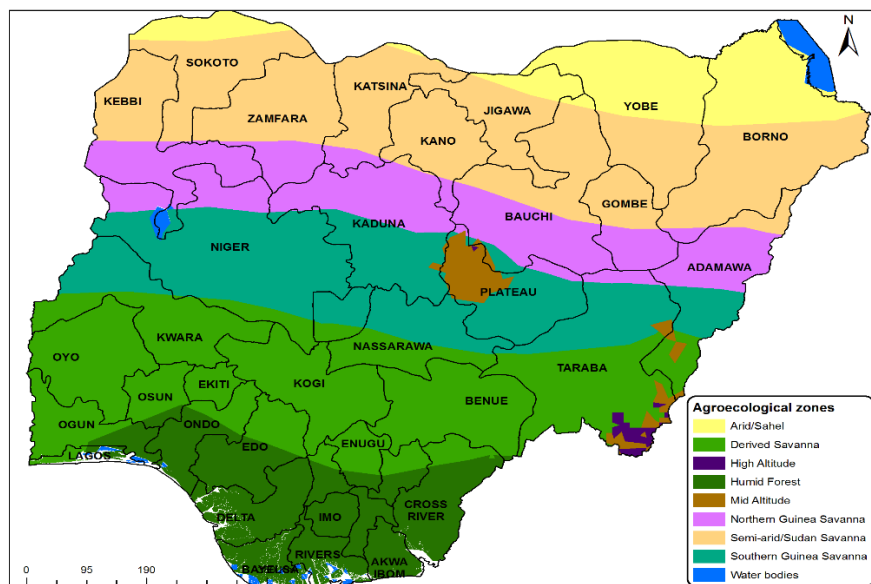 N
SOKOTO
KATSINA
KEBBI
ZAMFARA
JIGAWA
YOBE
KANO
BORNO
GOMBE
BAUCHI
KADUNA
NIGER
ADAMAWA
PLATEAU
KWARA
NASSARAWA
OYO
TARABA
OSUN
EKITI
KOGI
BENUE
OGUN
ONDO
EDO
ENUGU
LAGOS
DELTA
IMO
CROSS
RIVER
RIVERS
BAYELSA
AKWA
IBOM
0 95 190
Agroecological zones
Arid/Sahel
Derived Savanna
High Altitude
Humid Forest
Mid Altitude
Northern Guinea Savanna
Semi-arid/Sudan Savanna
Southern Guinea Savanna
Water bodies